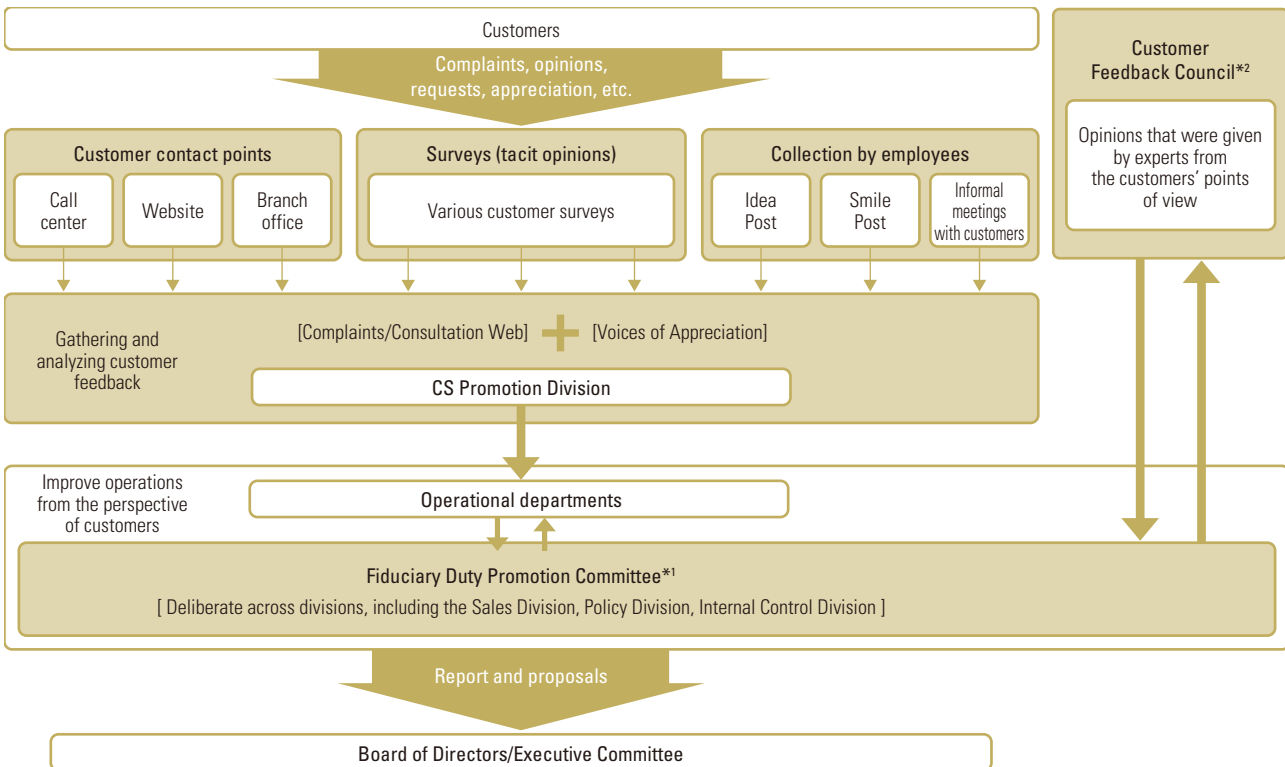 Customers
Complaints, opinions,
requests, appreciation, etc.
Customer
Feedback Council*2
Opinions that were given
by experts from
the customers’ points
of view
Customer contact points
Call
center
Website
Branch
office
Surveys (tacit opinions)
Various customer surveys
Collection by employees
Idea
Post
Smile
Post
Informal
meetings
with customers
Gathering and
analyzing customer
feedback
[Complaints/Consultation Web]
[Voices of Appreciation]
CS Promotion Division
Improve operations
from the perspective
of customers
Operational departments
Fiduciary Duty Promotion Committee*1
[ Deliberate across divisions, including the Sales Division, Policy Division, Internal Control Division ]
Report and proposals
Board of Directors/Executive Committee